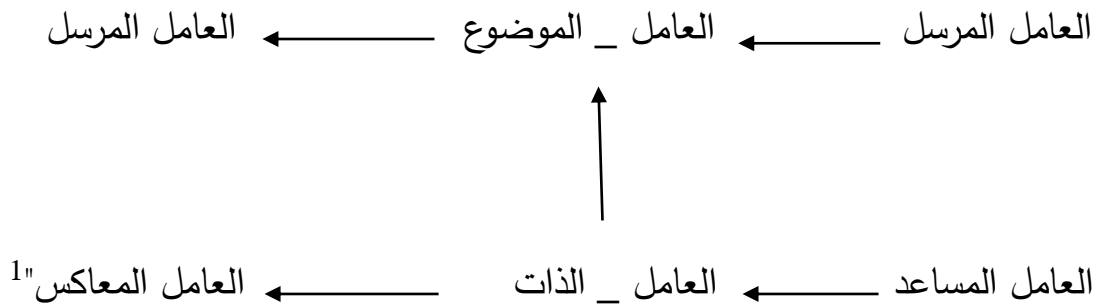 العامل المرسل العامل _ الموضوع العامل المرسل
العامل المساعد العامل _ الذات العامل المعاكس"1